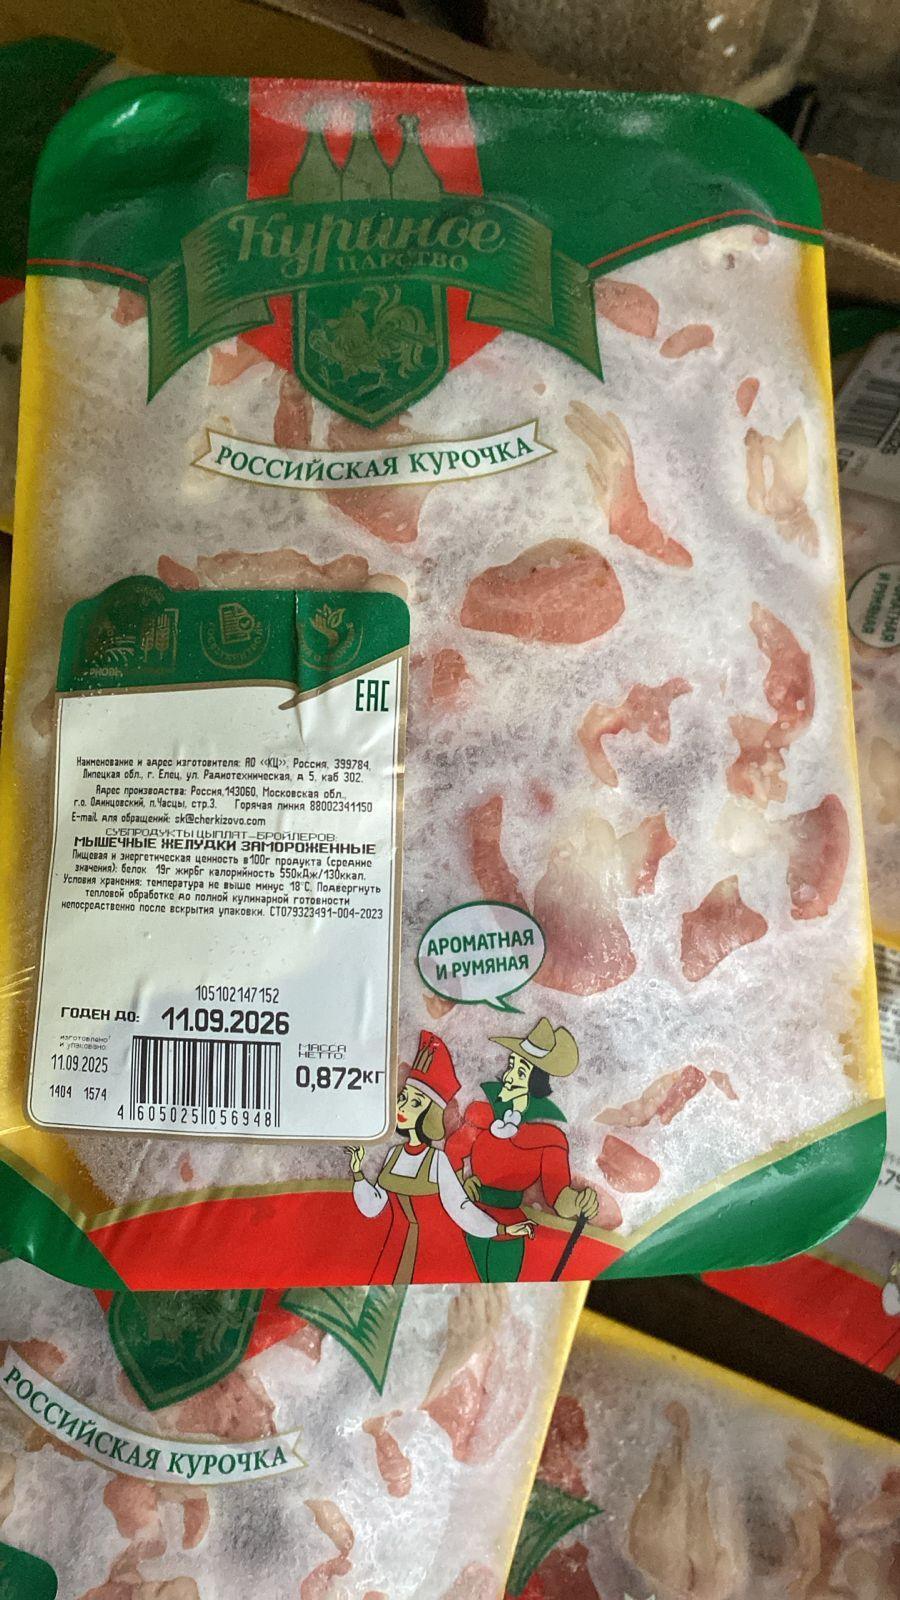 Куриное
ЦАРСТВО
РОССИЙСКАЯ КУРОЧКА
ЕАС
Наименование и адрес изготовителя: АО «КЦ», Россия, 399784,
Липецкая обл., г. Елец, ул. Радиотехническая, д 5, каб 302.
Адрес производства: Россия,143060, Московская обл.,
г.о. Одинцовский, п.Часцы, стр.3. Горячая линия 88002341150
E-mail для обращений: sk@cherkizovo.com
СУБПРОДУКТЫ ЦЫПЛЯТ-БРОЙЛЕРОВ:
МЫШЕЧНЫЕ ЖЕЛУДКИ ЗАМОРОЖЕННЫЕ
Пищевая и энергетическая ценность в100г продукта (средние
значения): белок 19г жир6г калорийность 550кДж/130ккал.
Условия хранения: температура не выше минус 18°С. Подвергнуть
тепловой обработке до полной кулинарной готовности
непосредственно после вскрытия упаковки. СТО79323491-004-2023
АРОМАТНАЯ
И РУМЯНАЯ
105102147152
ГОДЕН ДО: 11.09.2026
изготовлено
и упаковано:
11.09.2025
1404 1574
МАССА
НЕТТО:
0,872кг
4 605025 056948
РОССИЙСКАЯ КУРОЧКА
И РУМЯНАЯ